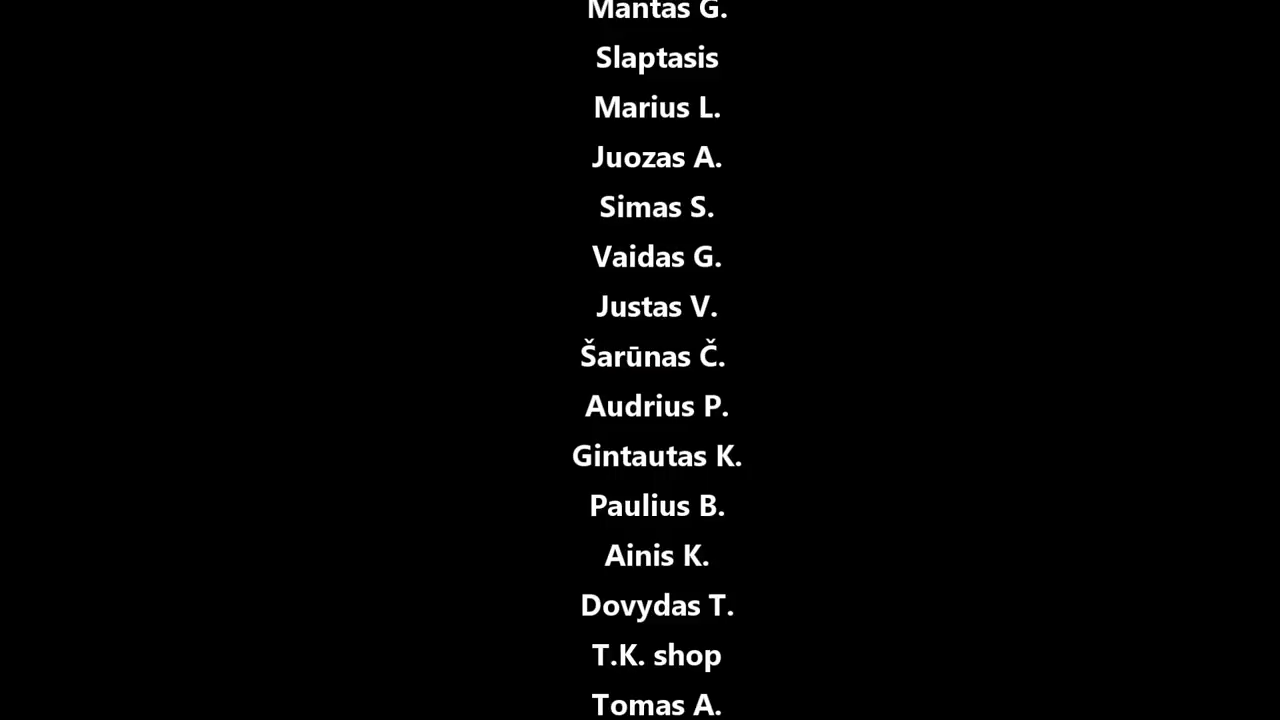 Mantas G.
Slaptasis
Marius L.
Juozas A.
Simas S.
Vaidas G.
Justas V.
Šarūnas Č.
Audrius P.
Gintautas K.
Paulius B.
Ainis K.
Dovydas T.
T.K. shop
Tomas A.